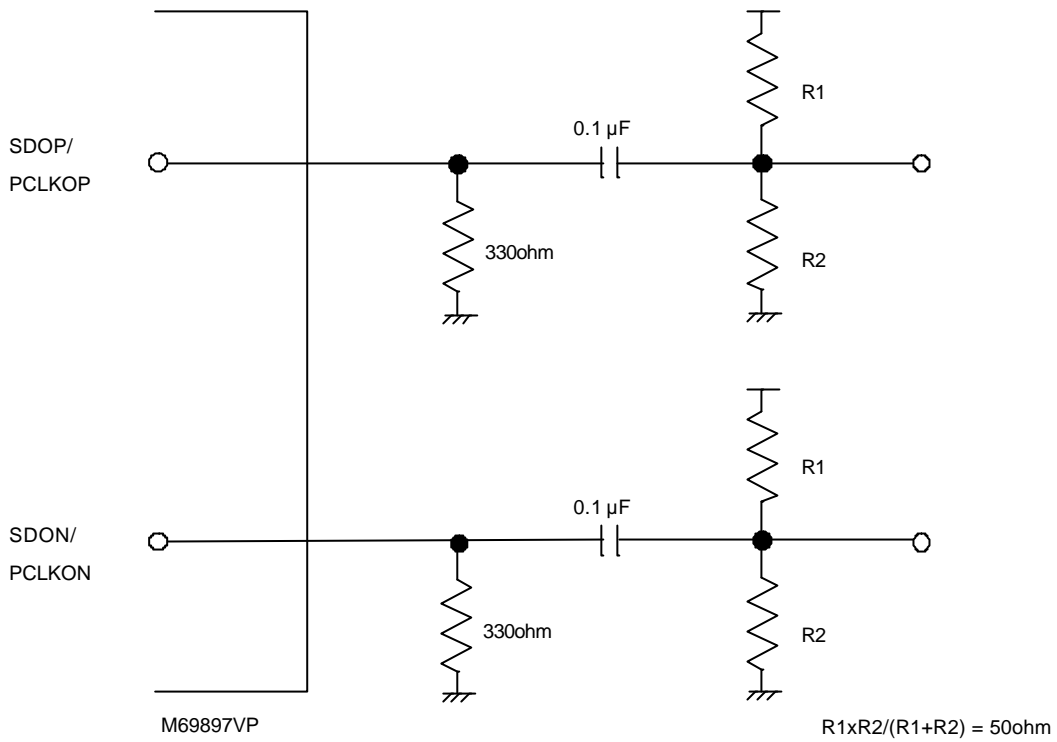 R1
0.1 µF
SDOP/
PCLKOP
330ohm
R2
R1
0.1 µF
SDON/
PCLKON
330ohm
R2
M69897VP
R1xR2/(R1+R2) = 50ohm